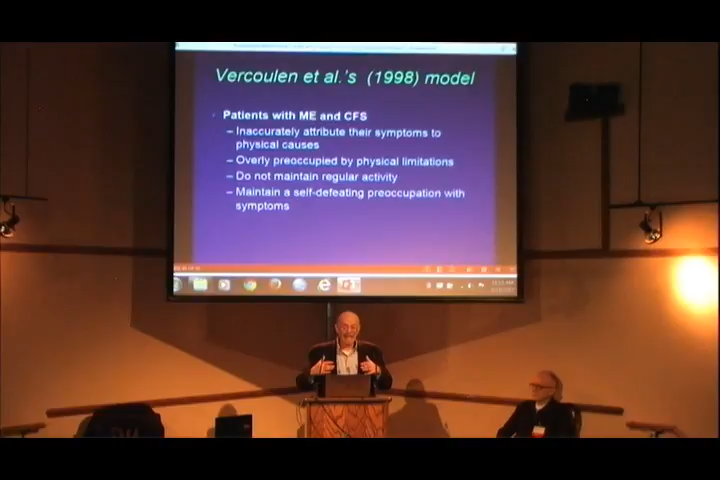 Vercoulen et al.'s (1998) model
Patients with ME and CFS
– Inaccurately attribute their symptoms to
physical causes
– Overly preoccupied by physical limitations
– Do not maintain regular activity
– Maintain a self-defeating preoccupation with
symptoms